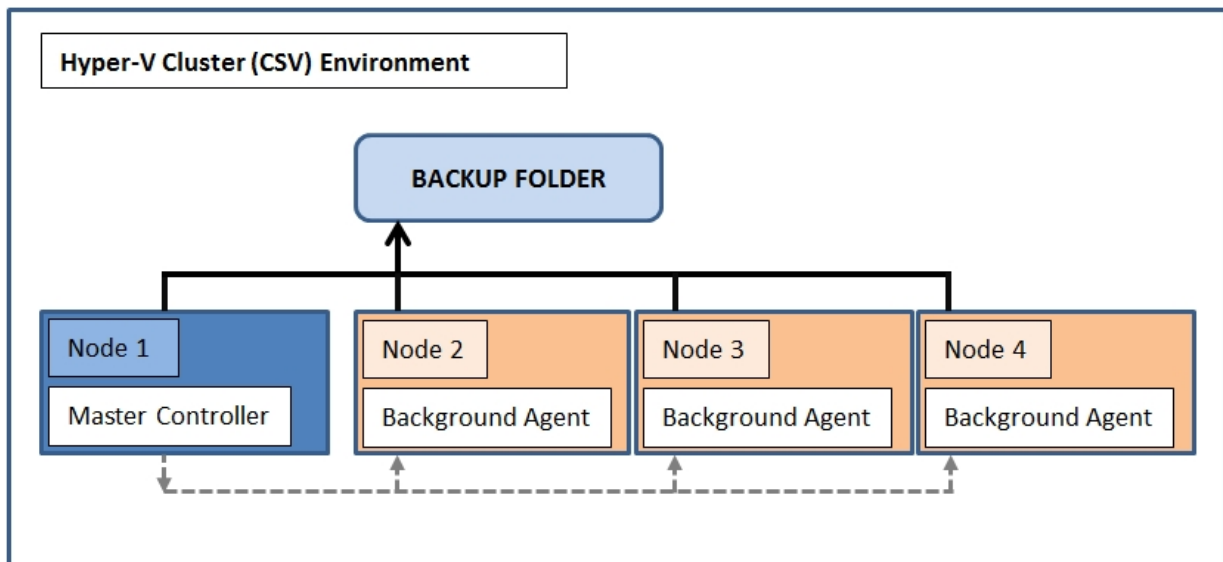 Hyper-V Cluster (CSV) Environment
BACKUP FOLDER
Node 1
Master Controller
Node 2
Background Agent
Node 3
Background Agent
Node 4
Background Agent